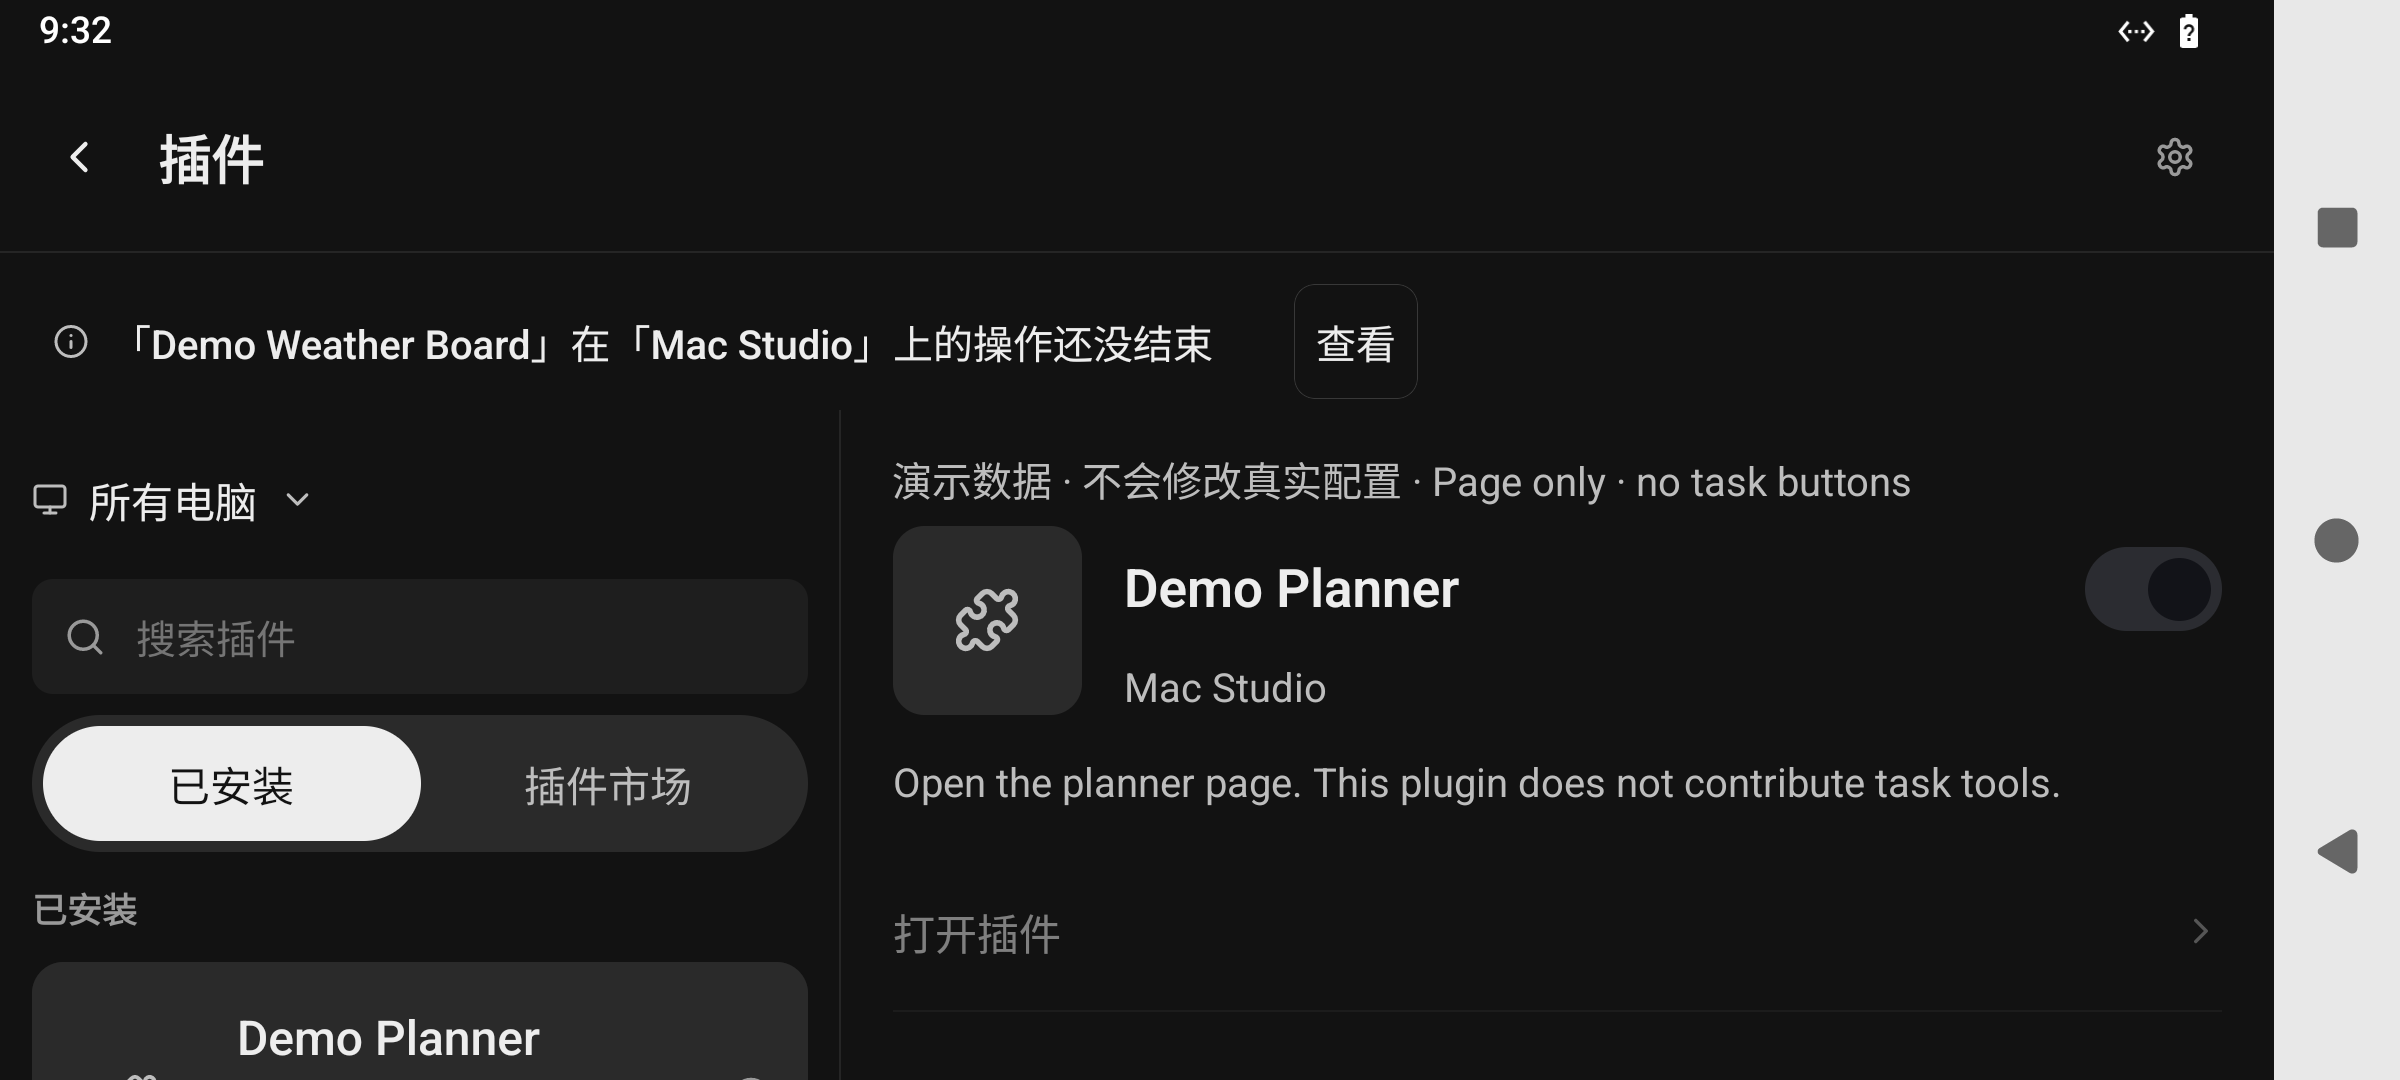 9:32
插件
「Demo Weather Board」在「Mac Studio」上的操作还没结束
查看
所有电脑
搜索插件
已安装
插件市场
已安装
Demo Planner
演示数据 · 不会修改真实配置 · Page only · no task buttons
Demo Planner
Mac Studio
Open the planner page. This plugin does not contribute task tools.
打开插件